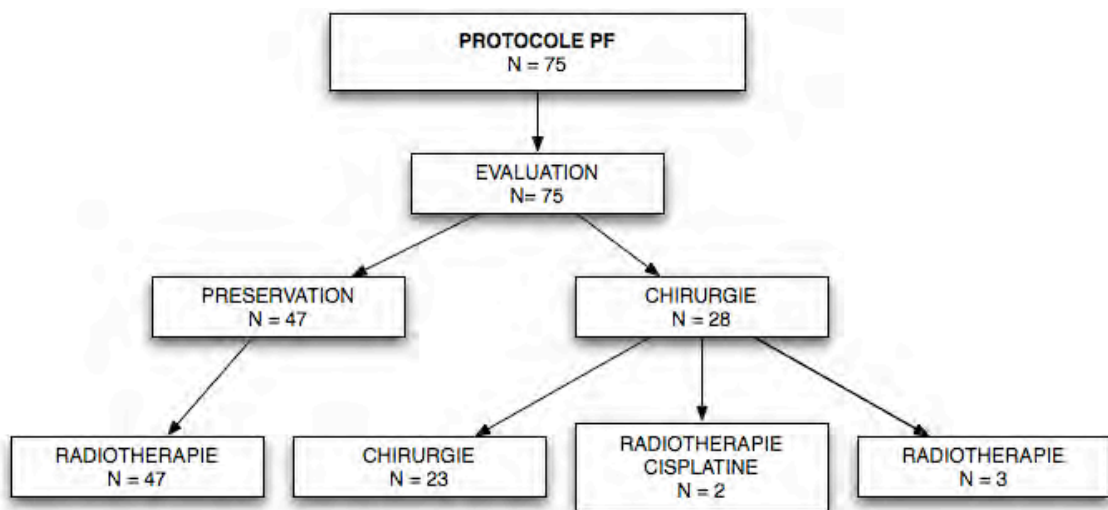 PROTOCOLE PF
N = 75
EVALUATION
N= 75
PRESERVATION
N = 47
CHIRURGIE
N = 28
RADIOTHERAPIE
N = 47
CHIRURGIE
N = 23
RADIOTHERAPIE
CISPLATINE
N = 2
RADIOTHERAPIE
N = 3